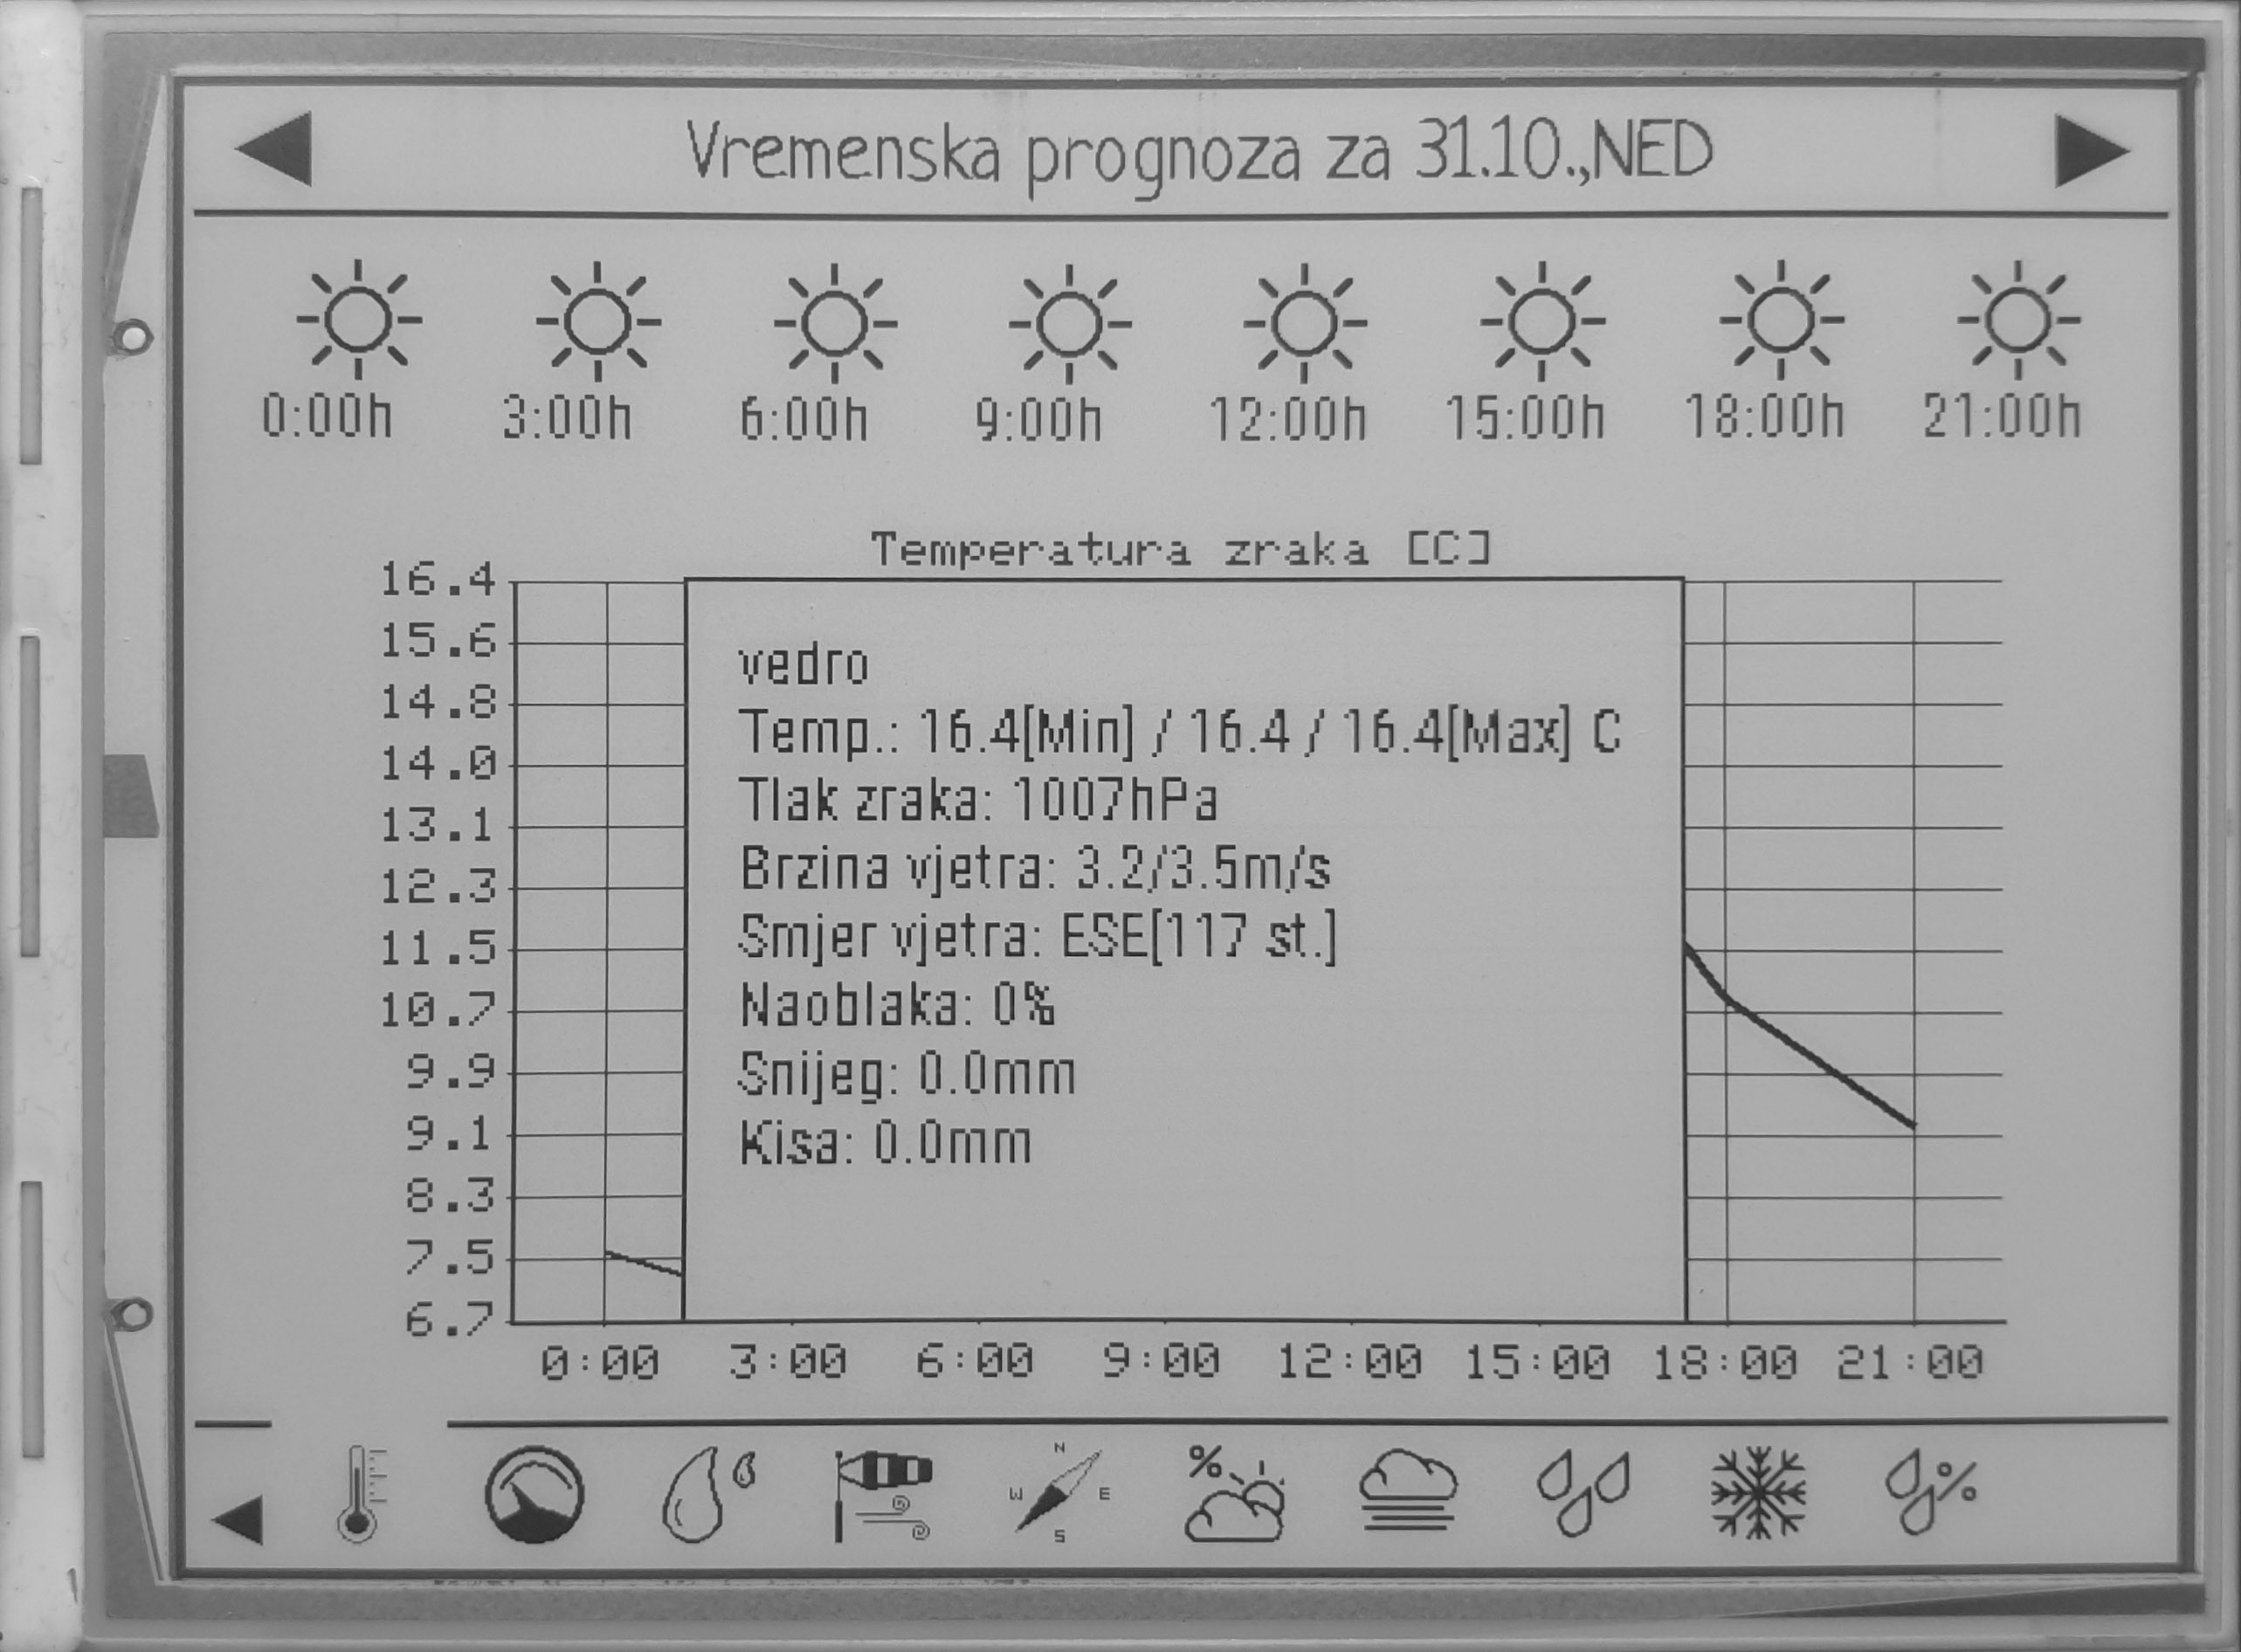 Vremenska prognoza za 31.10.,NED
0:00h 3:00h 6:00h 9:00h 12:00h 15:00h 18:00h 21:00h
Temperatura zraka [C]
16.4
15.6
14.8
14.0
13.1
12.3
11.5
10.7
9.9
9.1
8.3
7.5
6.7
vedro
Temp.: 16.4[Min] / 16.4 / 16.4[Max] C
Tlak zraka: 1007hPa
Brzina vjetra: 3.2/3.5m/s
Smjer vjetra: ESE[117 st.]
Naoblaka: 0%
Snijeg: 0.0mm
Kisa: 0.0mm
0:00 3:00 6:00 9:00 12:00 15:00 18:00 21:00
N
W E
S
%
%